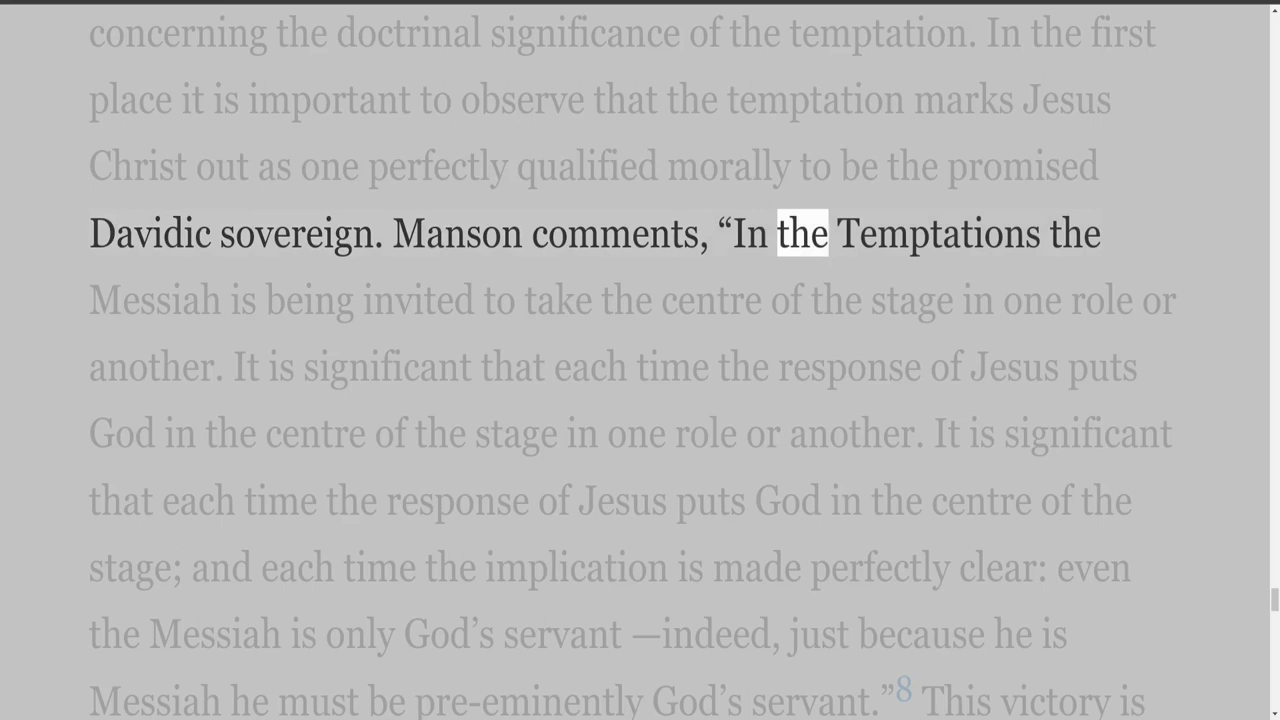 concerning the doctrinal significance of the temptation. In the first
place it is important to observe that the temptation marks Jesus
Christ out as one perfectly qualified morally to be the promised
Davidic sovereign. Manson comments, “In the Temptations the
Messiah is being invited to take the centre of the stage in one role or
another. It is significant that each time the response of Jesus puts
God in the centre of the stage in one role or another. It is significant
that each time the response of Jesus puts God in the centre of the
stage; and each time the implication is made perfectly clear: even
the Messiah is only God’s servant —indeed, just because he is
Messiah he must be pre-eminently God’s servant.”8 This victory is